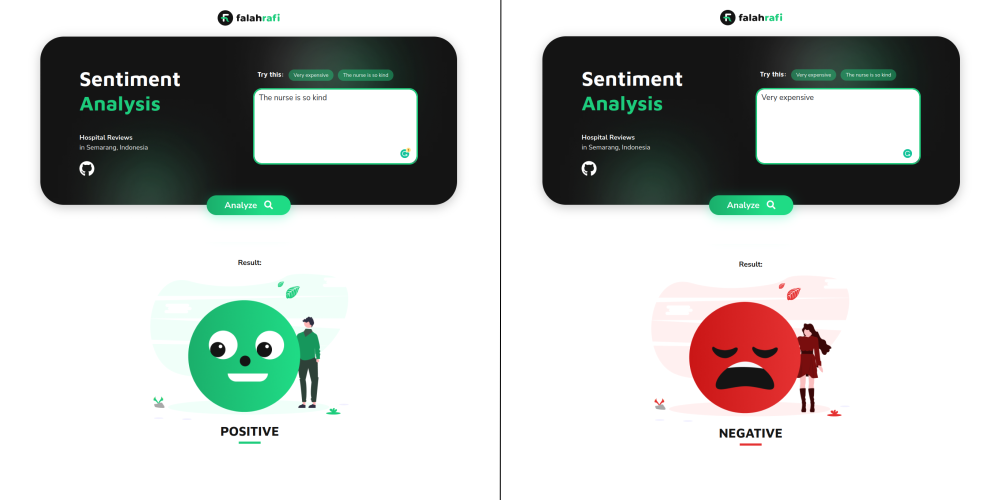 falahrafi
Sentiment
Analysis
Hospital Reviews
in Semarang, Indonesia
Try this: Very expensive The nurse is so kind
The nurse is so kind
Analyze
Result:
POSITIVE
falahrafi
Sentiment
Analysis
Hospital Reviews
in Semarang, Indonesia
Try this: Very expensive The nurse is so kind
Very expensive
Analyze
Result:
NEGATIVE